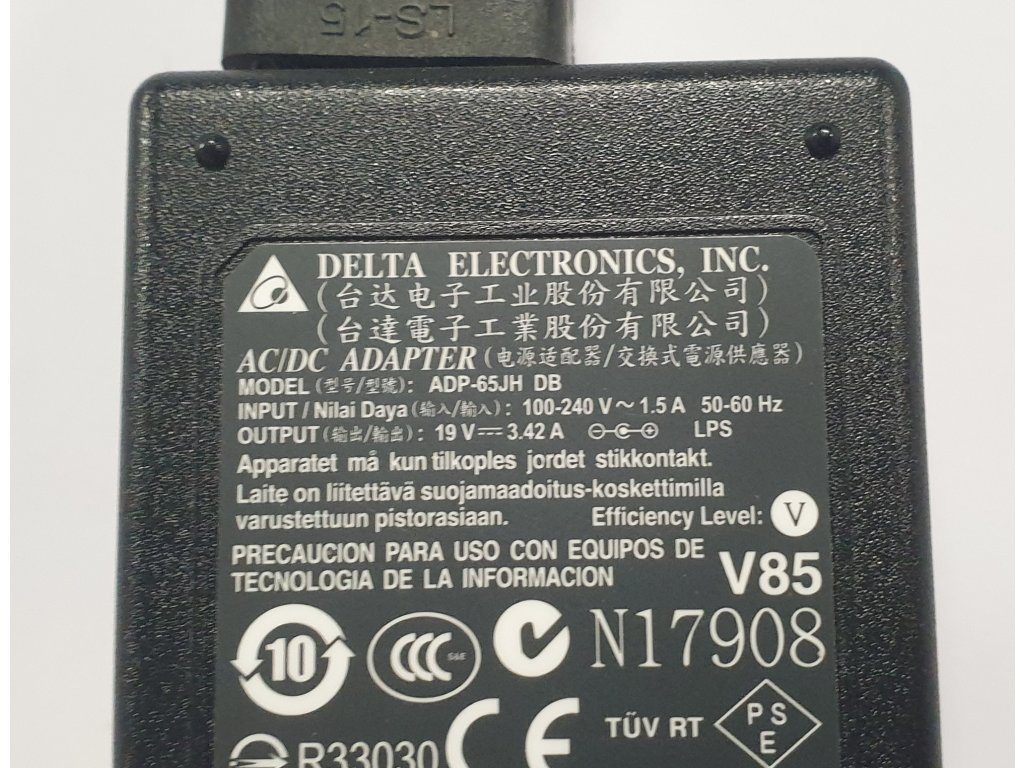 LS-15
DELTA ELECTRONICS, INC.
(台达电子工业股份有限公司)
(台達電子工業股份有限公司)
AC/DC ADAPTER (电源适配器/交換式電源供應器)
MODEL (型号/型號): ADP-65JH DB
INPUT / Nilai Daya (输入/輸入): 100-240 V ~ 1.5 A 50-60 Hz
OUTPUT (输出/輸出): 19 V⎓ 3.42 A LPS
Apparatet må kun tilkoples jordet stikkontakt.
Laite on liitettävä suojamaadoitus-koskettimilla
varustettuun pistorasiaan. Efficiency Level: V
PRECAUCION PARA USO CON EQUIPOS DE
TECNOLOGIA DE LA INFORMACION V85
10 CCC S&E N17908
R33030 CE TÜV RT PSE